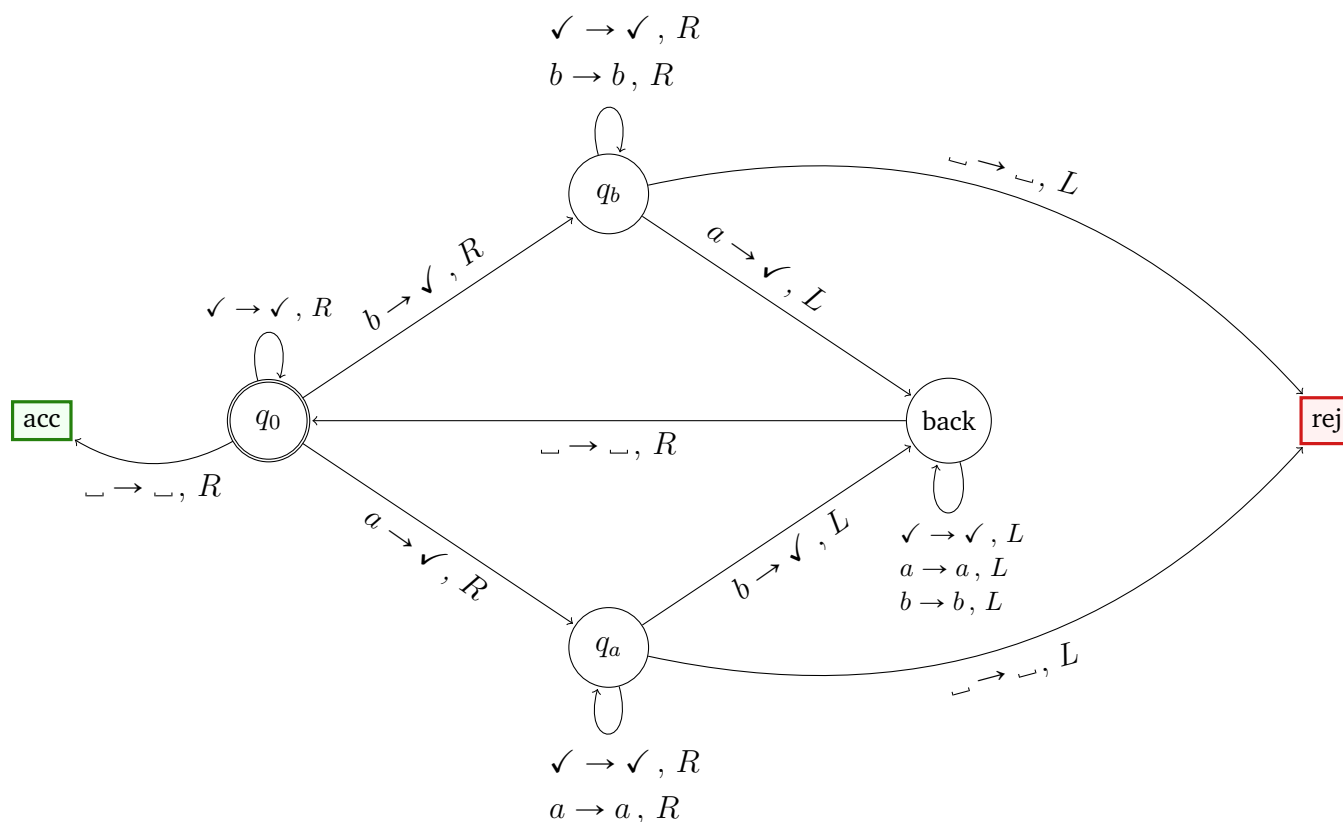 ✓ → ✓ , R
b → b , R
q_b
␣ → ␣, L
b → ✓ , R
a → ✓, L
✓ → ✓ , R
acc
q_0
back
rej
␣ → ␣, R
␣ → ␣, R
a → ✓, R
b → ✓, L
✓ → ✓ , L
a → a , L
b → b , L
q_a
␣ → ␣, L
✓ → ✓ , R
a → a , R